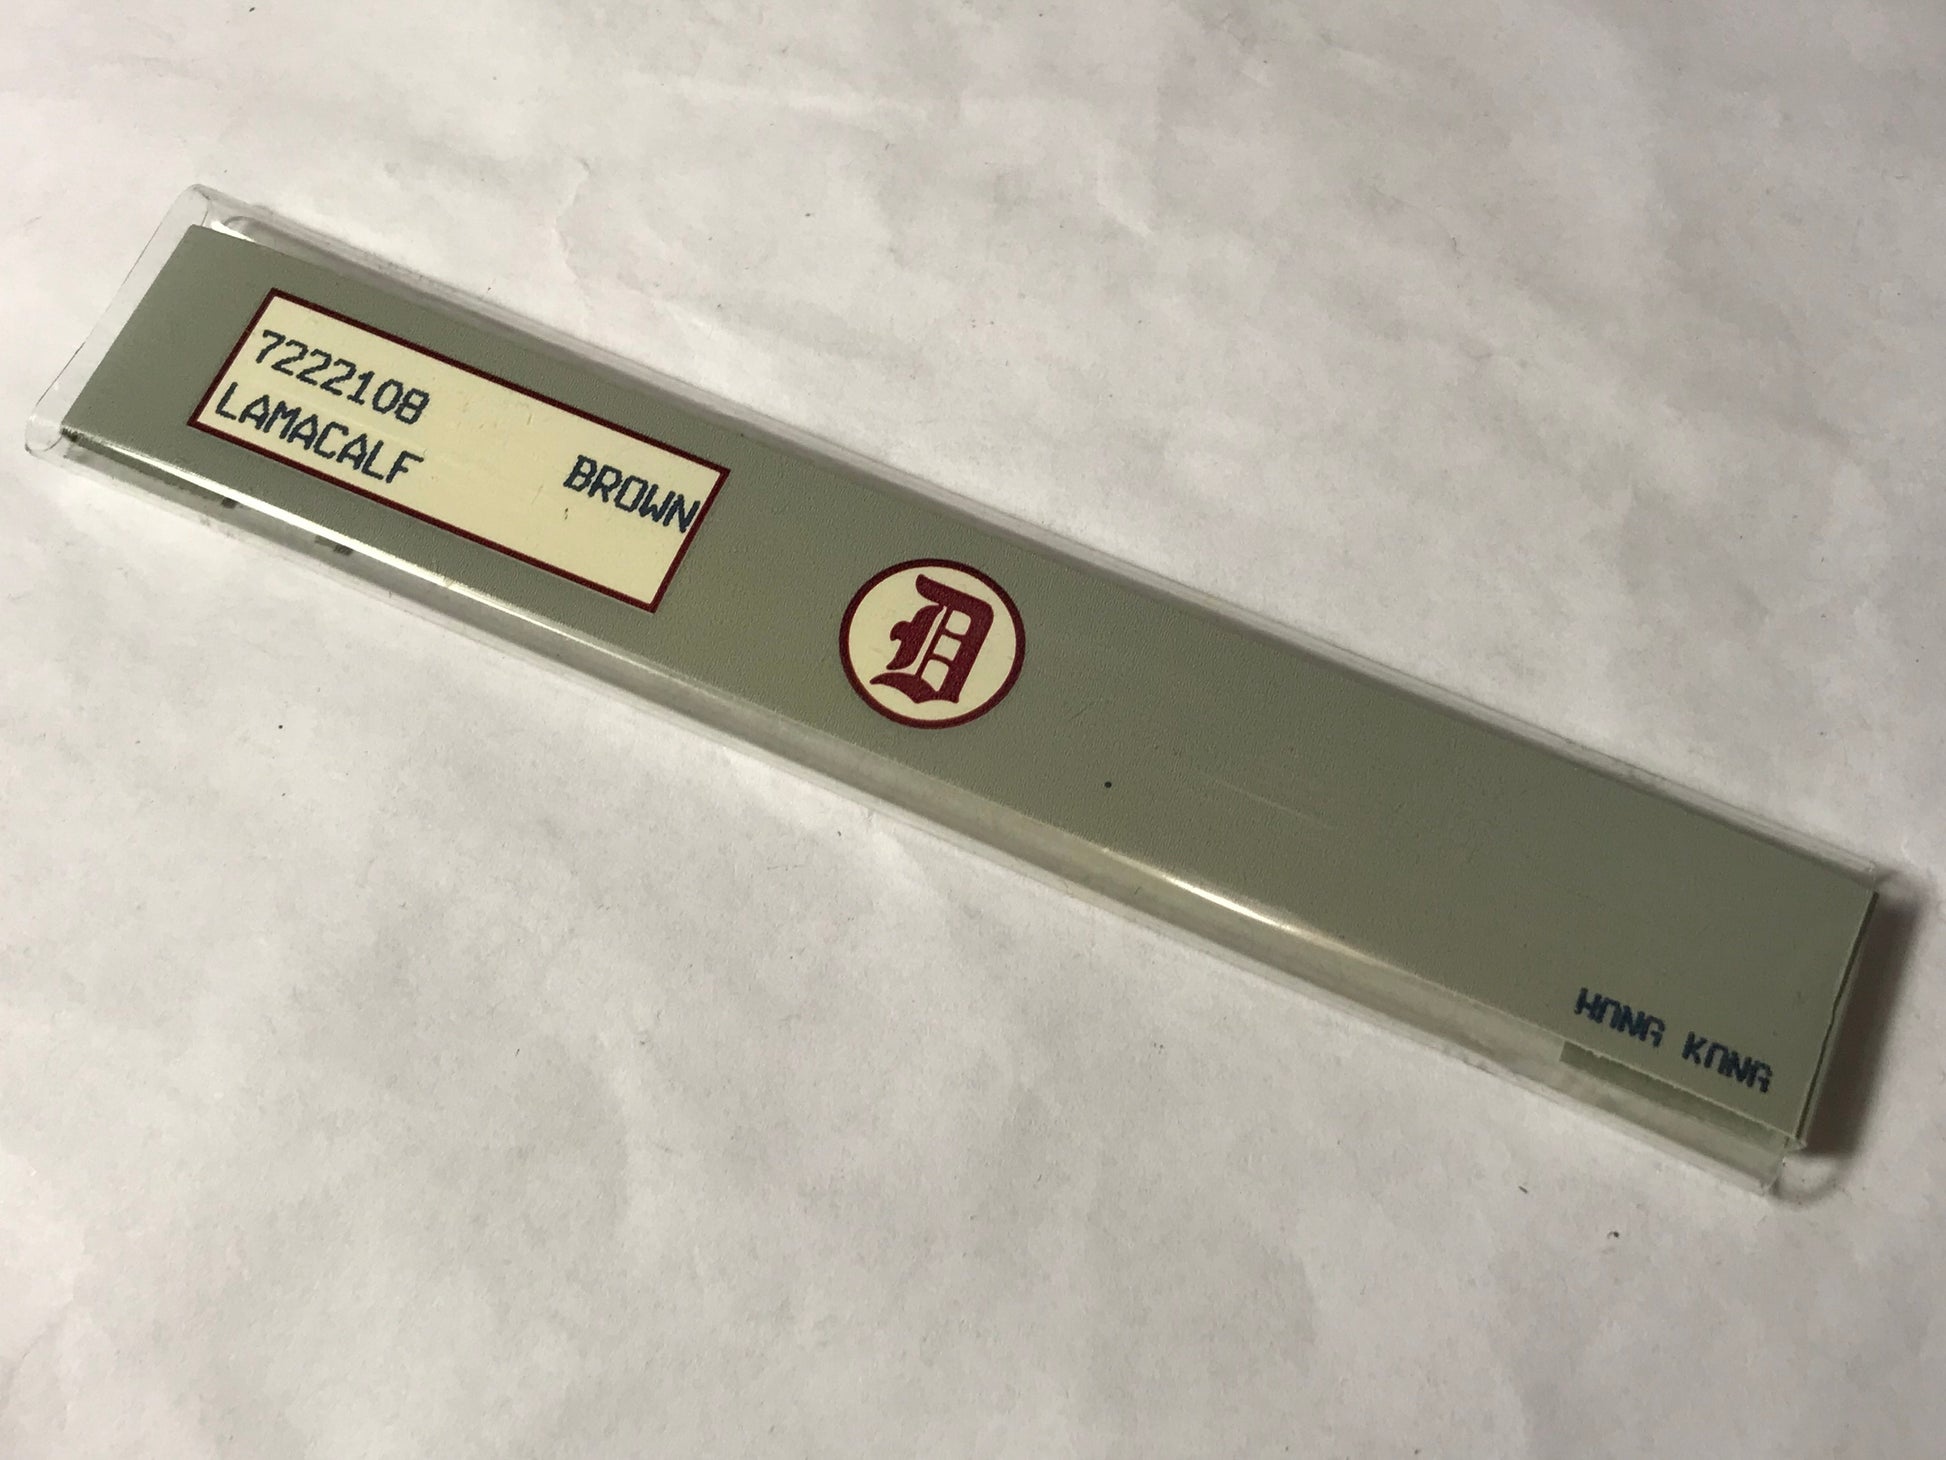 7222108
LAMACALF BROWN
D
HONG KONG